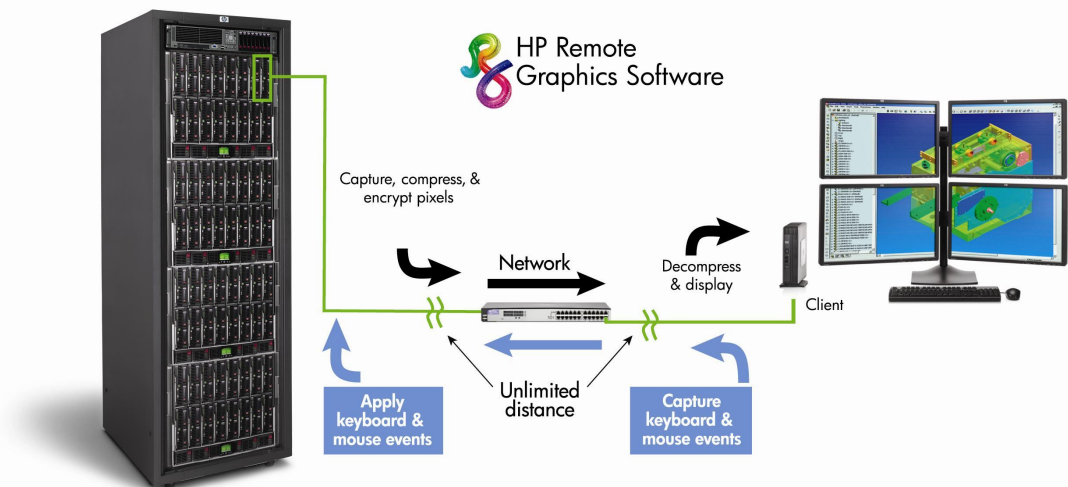 HP Remote
Graphics Software
Capture, compress, &
encrypt pixels
Network
Decompress
& display
Client
Unlimited
distance
Apply
keyboard &
mouse events
Capture
keyboard &
mouse events